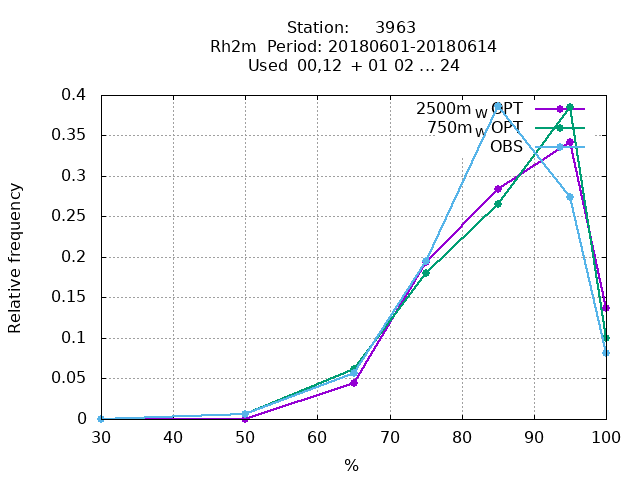 Station: 3963
Rh2m Period: 20180601-20180614
Used 00,12 + 01 02 ... 24
0.4
0.35
0.3
0.25
0.2
0.15
0.1
0.05
0
Relative frequency
2500m w OPT
750m w OPT
OBS
30 40 50 60 70 80 90 100
%